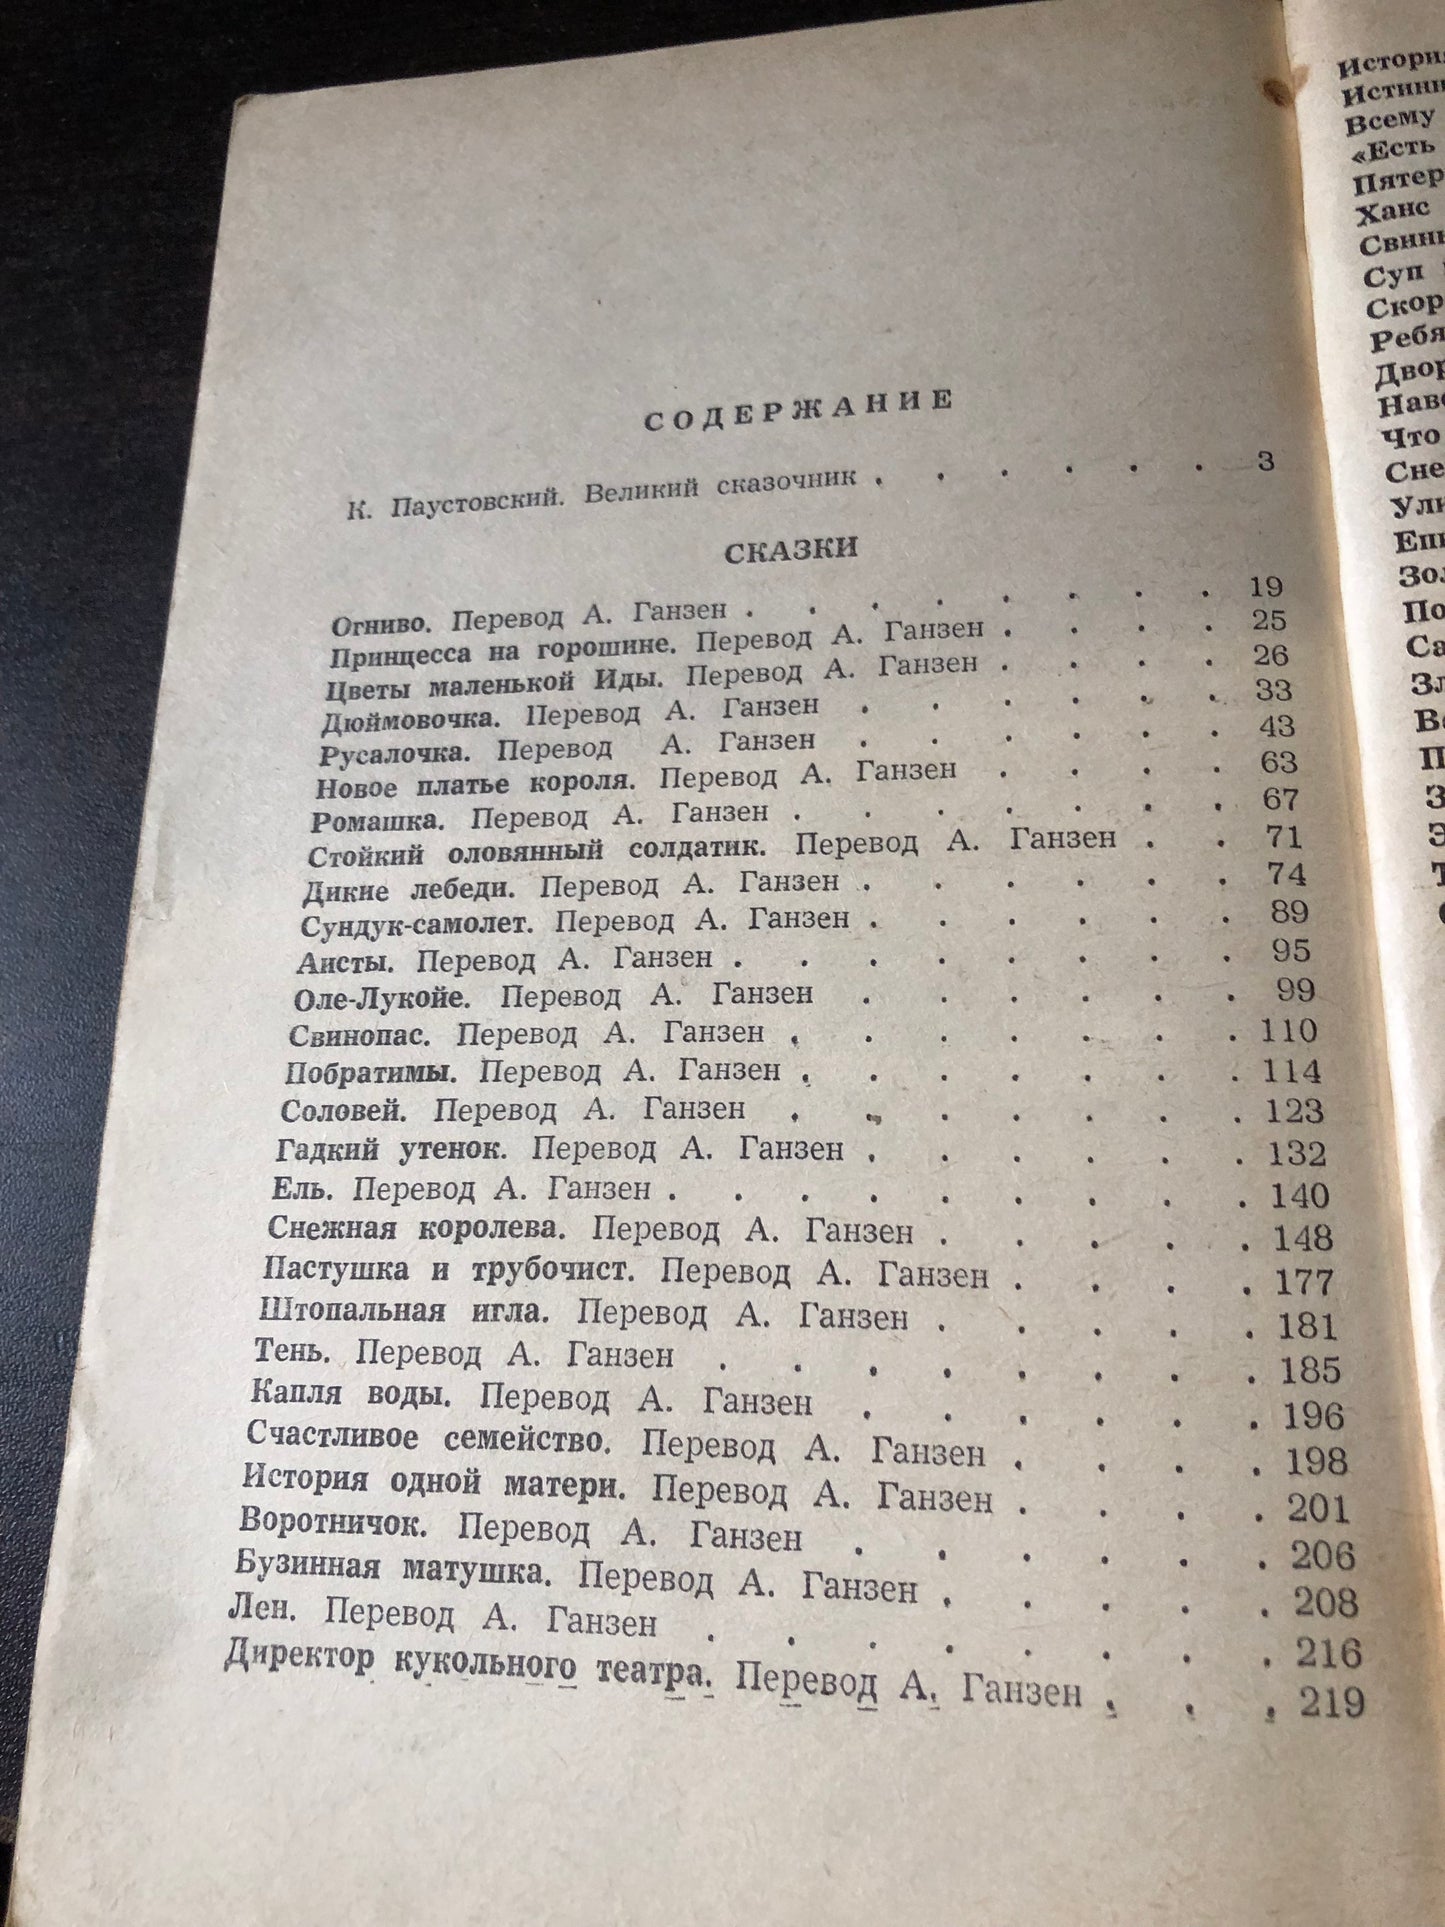 СОДЕРЖАНИЕ
К. Паустовский. Великий сказочник . . . . . . 3
СКАЗКИ
Огниво. Перевод А. Ганзен . . . . . . . . 19
Принцесса на горошине. Перевод А. Ганзен . . . . 25
Цветы маленькой Иды. Перевод А. Ганзен . . . . 26
Дюймовочка. Перевод А. Ганзен . . . . . . 33
Русалочка. Перевод А. Ганзен . . . . . . 43
Новое платье короля. Перевод А. Ганзен . . . . 63
Ромашка. Перевод А. Ганзен . . . . . . . 67
Стойкий оловянный солдатик. Перевод А. Ганзен . . 71
Дикие лебеди. Перевод А. Ганзен . . . . . . 74
Сундук-самолет. Перевод А. Ганзен . . . . . . 89
Аисты. Перевод А. Ганзен . . . . . . . . 95
Оле-Лукойе. Перевод А. Ганзен . . . . . . 99
Свинопас. Перевод А. Ганзен . . . . . . . 110
Побратимы. Перевод А. Ганзен . . . . . . . 114
Соловей. Перевод А. Ганзен . . . . . . . 123
Гадкий утенок. Перевод А. Ганзен . . . . . . 132
Ель. Перевод А. Ганзен . . . . . . . . . 140
Снежная королева. Перевод А. Ганзен . . . . . 148
Пастушка и трубочист. Перевод А. Ганзен . . . . 177
Штопальная игла. Перевод А. Ганзен . . . . . 181
Тень. Перевод А. Ганзен . . . . . . . . 185
Капля воды. Перевод А. Ганзен . . . . . . 196
Счастливое семейство. Перевод А. Ганзен . . . . 198
История одной матери. Перевод А. Ганзен . . . . 201
Воротничок. Перевод А. Ганзен . . . . . . 206
Бузинная матушка. Перевод А. Ганзен . . . . . 208
Лен. Перевод А. Ганзен . . . . . . . . 216
Директор кукольного театра. Перевод А. Ганзен . . . 219
Всему
«Есть
Ханс
Суп
Что